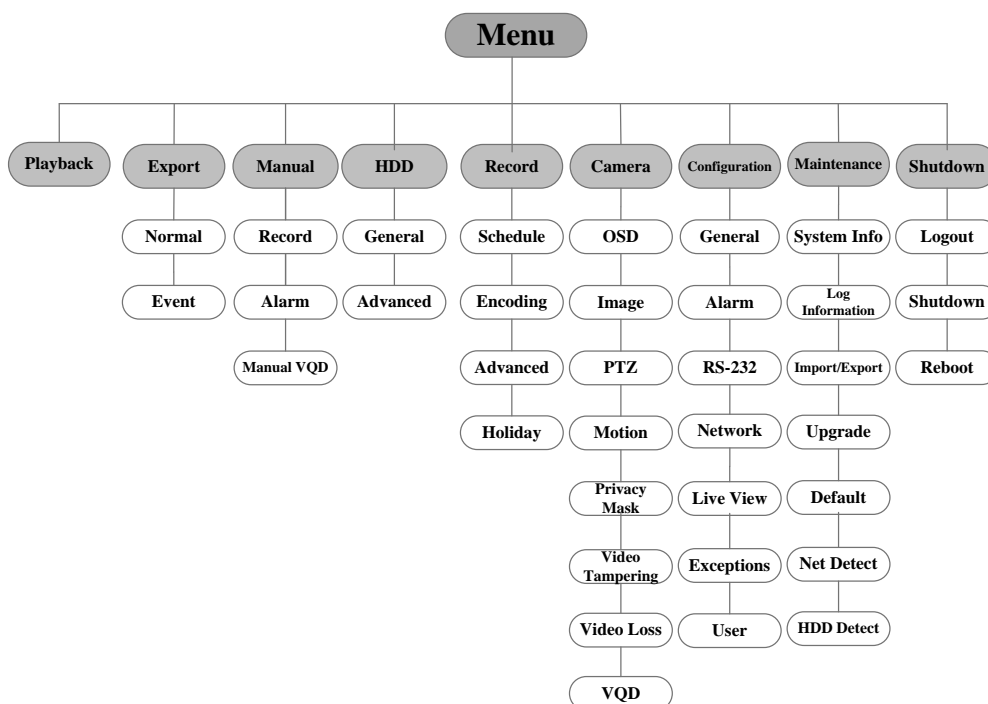 Menu
Playback
Export
Manual
HDD
Record
Camera
Configuration
Maintenance
Shutdown
Normal
Record
General
Schedule
OSD
General
System Info
Logout
Event
Alarm
Advanced
Encoding
Image
Alarm
Log
Information
Shutdown
Manual VQD
Advanced
PTZ
RS-232
Import/Export
Reboot
Holiday
Motion
Network
Upgrade
Privacy
Mask
Live View
Default
Video
Tampering
Exceptions
Net Detect
Video Loss
User
HDD Detect
VQD